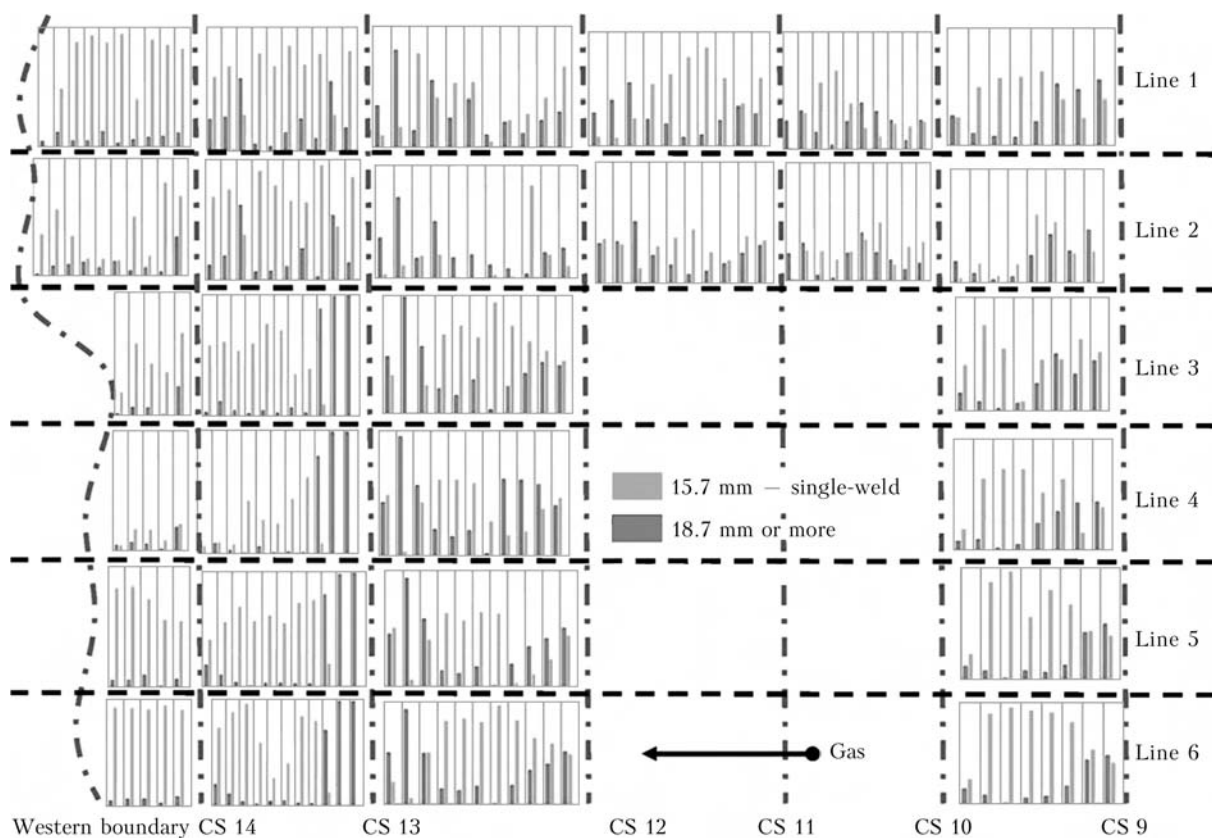 Line 1
Line 2
Line 3
Line 4
15.7 mm – single-weld
18.7 mm or more
Line 5
Line 6
Gas
Western boundary CS 14 CS 13 CS 12 CS 11 CS 10 CS 9